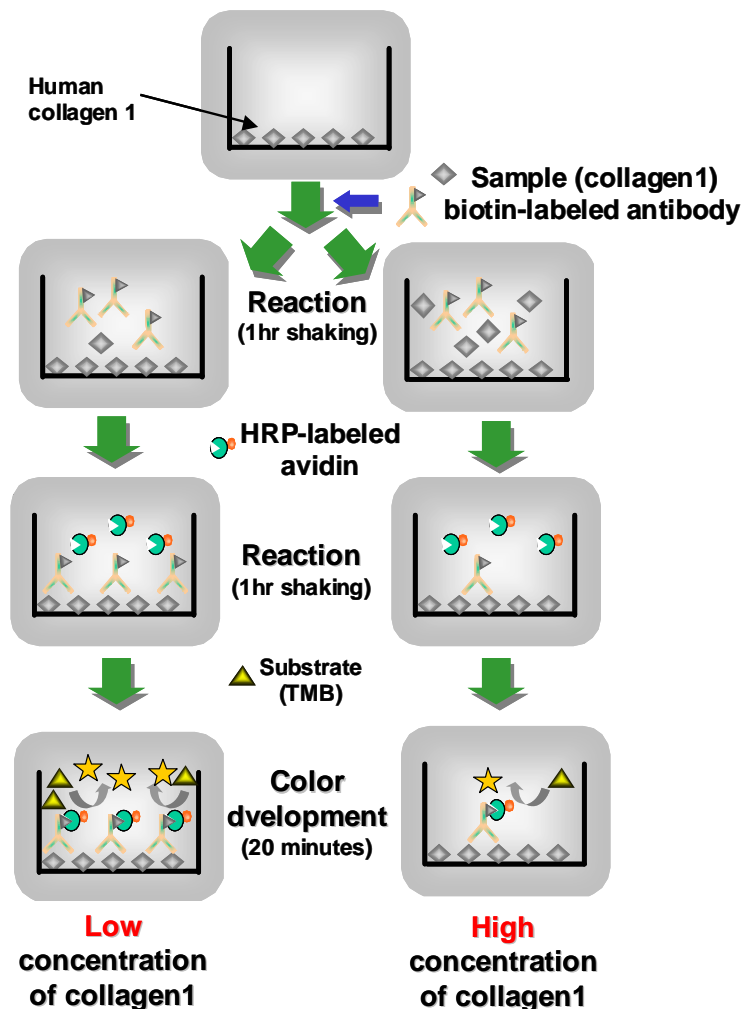 Human
collagen 1
Sample (collagen1)
biotin-labeled antibody
Reaction
(1hr shaking)
HRP-labeled
avidin
Reaction
(1hr shaking)
Substrate
(TMB)
Color
dvelopment
(20 minutes)
Low
concentration
of collagen1
High
concentration
of collagen1